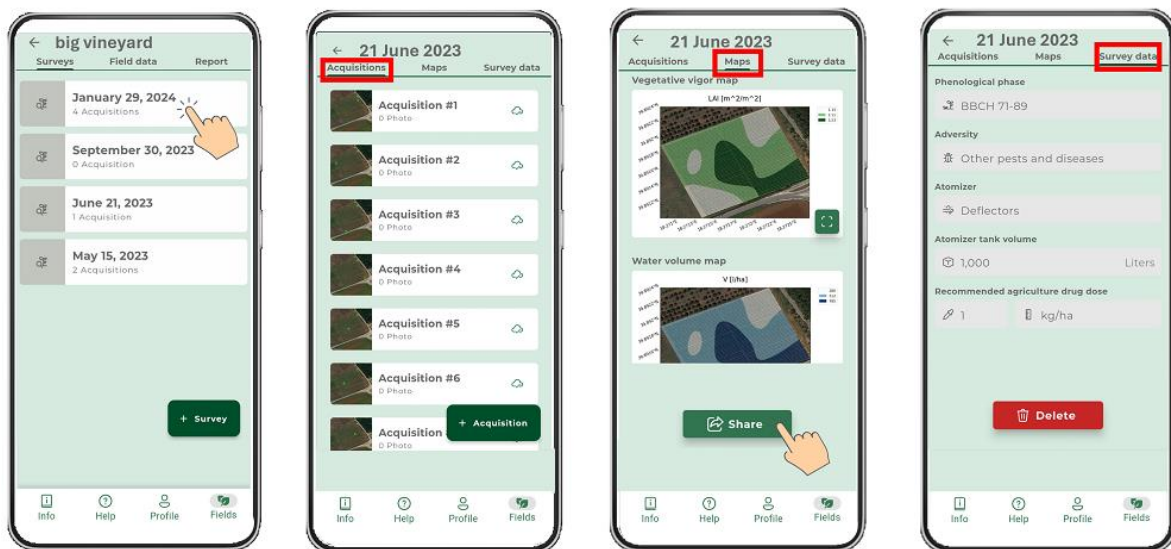 ← big vineyard
Surveys Field data Report
January 29, 2024
4 Acquisitions
September 30, 2023
0 Acquisition
June 21, 2023
1 Acquisition
May 15, 2023
2 Acquisitions
+ Survey
Info Help Profile Fields
← 21 June 2023
Acquisitions Maps Survey data
Acquisition #1
0 Photo
Acquisition #2
0 Photo
Acquisition #3
0 Photo
Acquisition #4
0 Photo
Acquisition #5
0 Photo
Acquisition #6
0 Photo
Acquisition
0 Photo
+ Acquisition
Info Help Profile Fields
← 21 June 2023
Acquisitions Maps Survey data
Vegetative vigor map
LAI [m^2/m^2]
Water volume map
V [l/ha]
Share
Info Help Profile Fields
← 21 June 2023
Acquisitions Maps Survey data
Phenological phase
BBCH 71-89
Adversity
Other pests and diseases
Atomizer
Deflectors
Atomizer tank volume
1,000 Liters
Recommended agriculture drug dose
1 kg/ha
Delete
Info Help Profile Fields